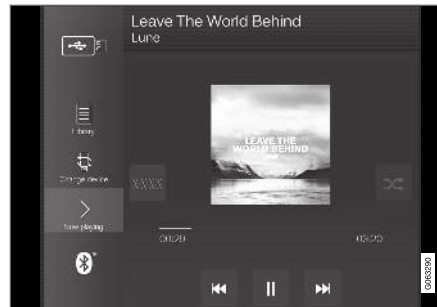 Leave The World Behind
Lune
Library
LEAVE THE
WORLD BEHIND
Change device
XXXX
Now playing
00:29
03:20
G063290